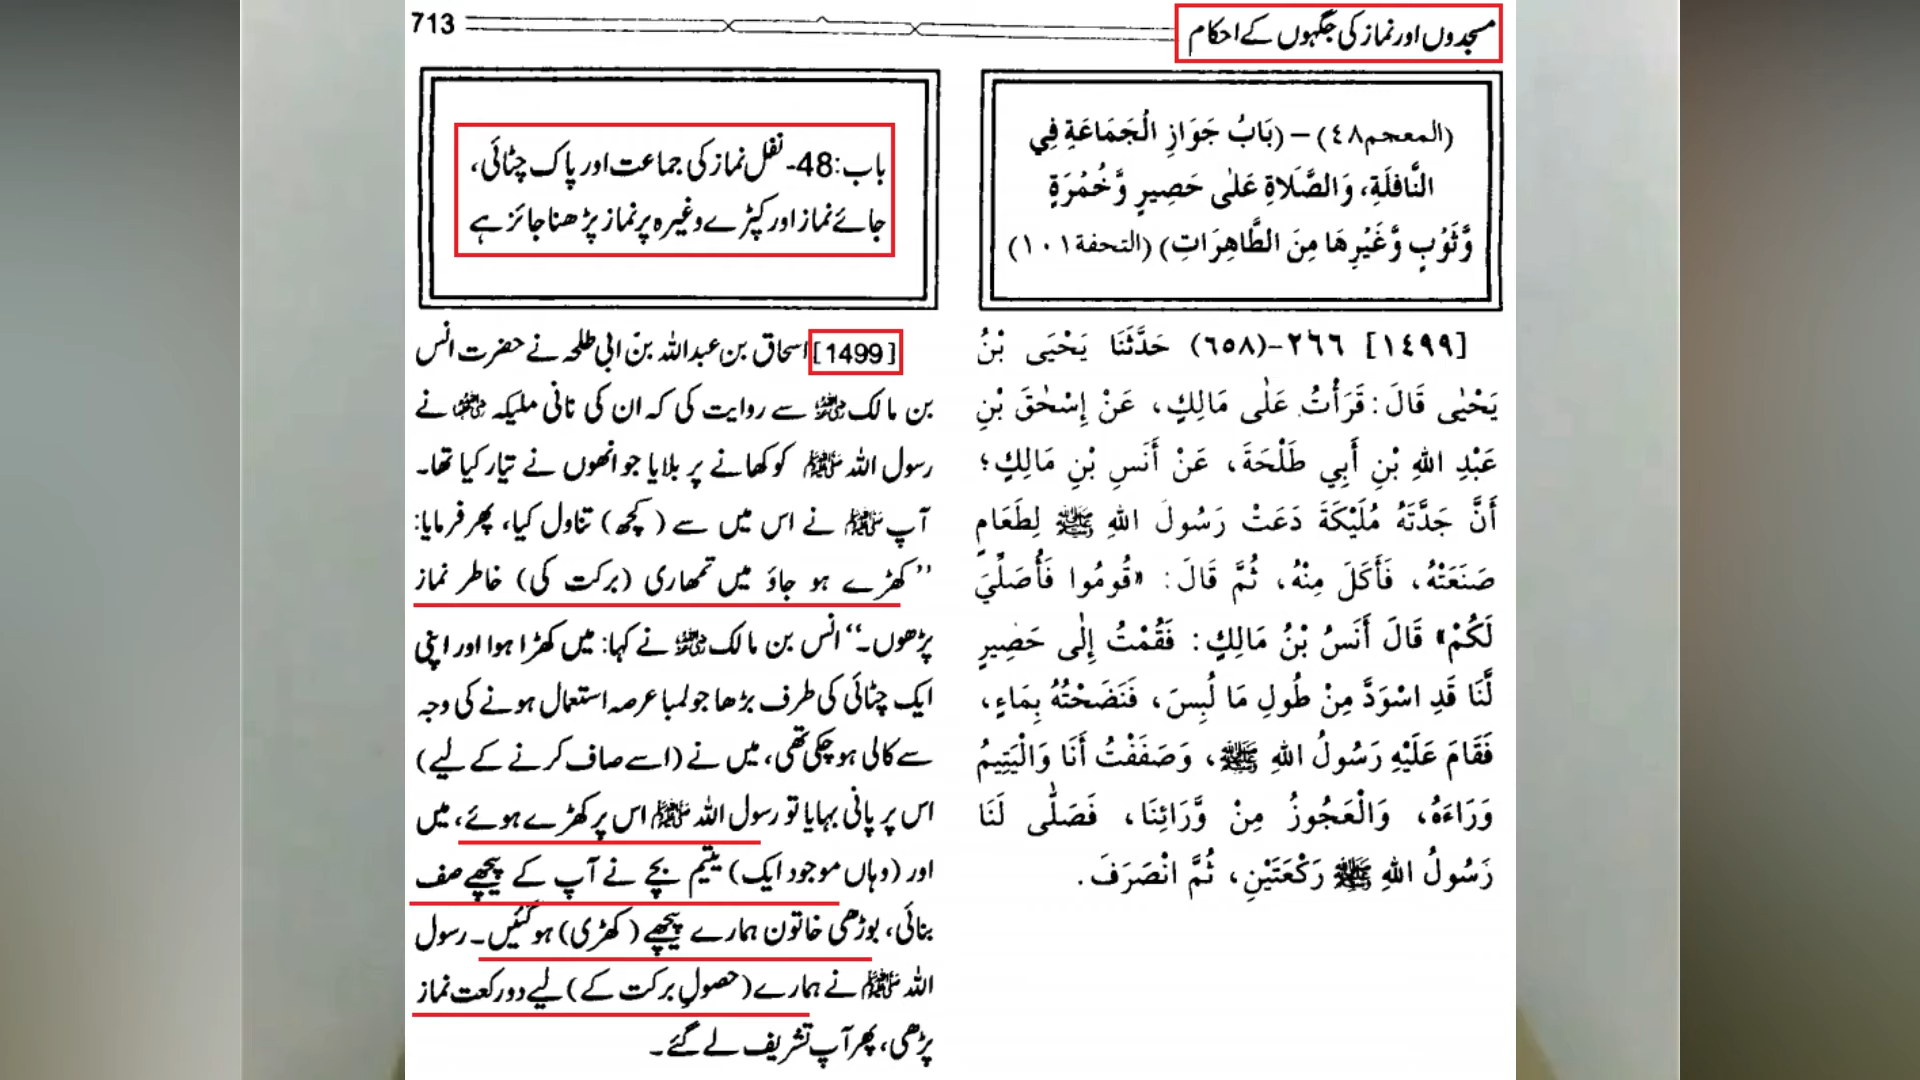 713
مسجدوں اور نماز کی جگہوں کے احکام
(المعجم٤٨) - (بَابُ جَوَازِ الْجَمَاعَةِ فِي
النَّافِلَةِ، وَالصَّلَاةِ عَلٰى حَصِيرٍ وَّخُمْرَةٍ
وَّثَوْبٍ وَّغَيْرِهَا مِنَ الطَّاهِرَاتِ) (التحفة١٠١)
[١٤٩٩] ٢٦٦-(٦٥٨) حَدَّثَنَا يَحْيَى بْنُ
يَحْيٰى قَالَ: قَرَأْتُ عَلٰى مَالِكٍ، عَنْ إِسْحٰقَ بْنِ
عَبْدِ اللهِ بْنِ أَبِي طَلْحَةَ، عَنْ أَنَسِ بْنِ مَالِكٍ؛
أَنَّ جَدَّتَهُ مُلَيْكَةَ دَعَتْ رَسُولَ اللهِ ﷺ لِطَعَامٍ
صَنَعَتْهُ، فَأَكَلَ مِنْهُ، ثُمَّ قَالَ: «قُومُوا فَأُصَلِّيَ
لَكُمْ» قَالَ أَنَسُ بْنُ مَالِكٍ: فَقُمْتُ إِلٰى حَصِيرٍ
لَّنَا قَدِ اسْوَدَّ مِنْ طُولِ مَا لُبِسَ، فَنَضَحْتُهُ بِمَاءٍ،
فَقَامَ عَلَيْهِ رَسُولُ اللهِ ﷺ، وَصَفَفْتُ أَنَا وَالْيَتِيمُ
وَرَاءَهُ، وَالْعَجُوزُ مِنْ وَّرَائِنَا، فَصَلّٰى لَنَا
رَسُولُ اللهِ ﷺ رَكْعَتَيْنِ، ثُمَّ انْصَرَفَ.
باب:48- نفل نماز کی جماعت اور پاک چٹائی،
جائے نماز اور کپڑے وغیرہ پر نماز پڑھنا جائز ہے
[1499] اسحاق بن عبداللہ بن ابی طلحہ نے حضرت انس
بن مالک رضی اللہ عنہ سے روایت کی کہ ان کی نانی ملیکہ رضی اللہ عنہا نے
رسول اللہ ﷺ کو کھانے پر بلایا جو انھوں نے تیار کیا تھا۔
آپ ﷺ نے اس میں سے (کچھ) تناول کیا، پھر فرمایا:
’’کھڑے ہو جاؤ میں تمھاری (برکت کی) خاطر نماز
پڑھوں۔‘‘ انس بن مالک رضی اللہ عنہ نے کہا: میں کھڑا ہوا اور اپنی
ایک چٹائی کی طرف بڑھا جو لمبا عرصہ استعمال ہونے کی وجہ
سے کالی ہو چکی تھی، میں نے (اسے صاف کرنے کے لیے)
اس پر پانی بہایا تو رسول اللہ ﷺ اس پر کھڑے ہوئے، میں
اور (وہاں موجود ایک) یتیم بچے نے آپ کے پیچھے صف
بنائی، بوڑھی خاتون ہمارے پیچھے (کھڑی) ہو گئیں۔ رسول
اللہ ﷺ نے ہمارے (حصولِ برکت کے) لیے دو رکعت نماز
پڑھی، پھر آپ تشریف لے گئے۔